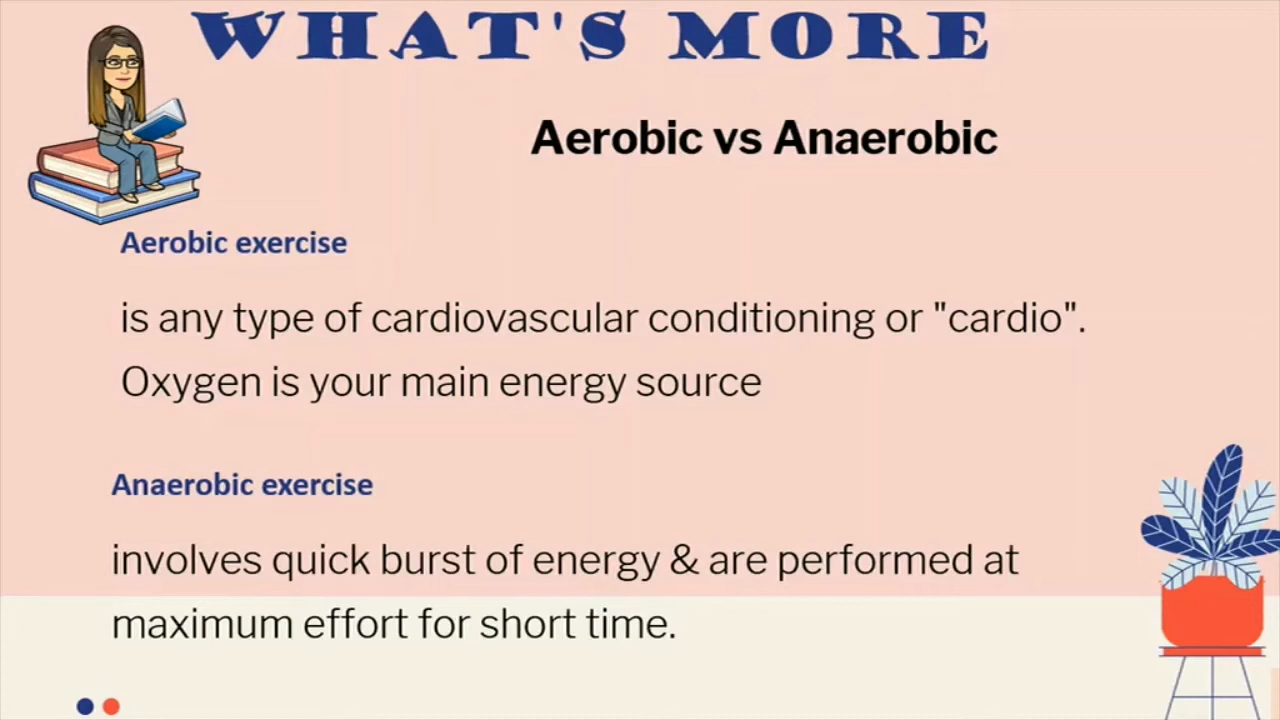 WHAT'S MORE
Aerobic vs Anaerobic
Aerobic exercise
is any type of cardiovascular conditioning or "cardio".
Oxygen is your main energy source
Anaerobic exercise
involves quick burst of energy & are performed at
maximum effort for short time.